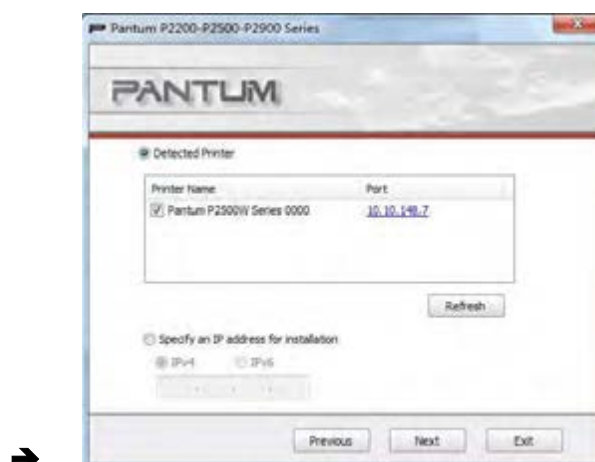 Pantum P2200-P2500-P2900 Series
PANTUM
Detected Printer
Printer Name Port
Pantum P2500W Series 0000 10.10.148.7
Refresh
Specify an IP address for installation
IPv4 IPv6
Previous Next Exit